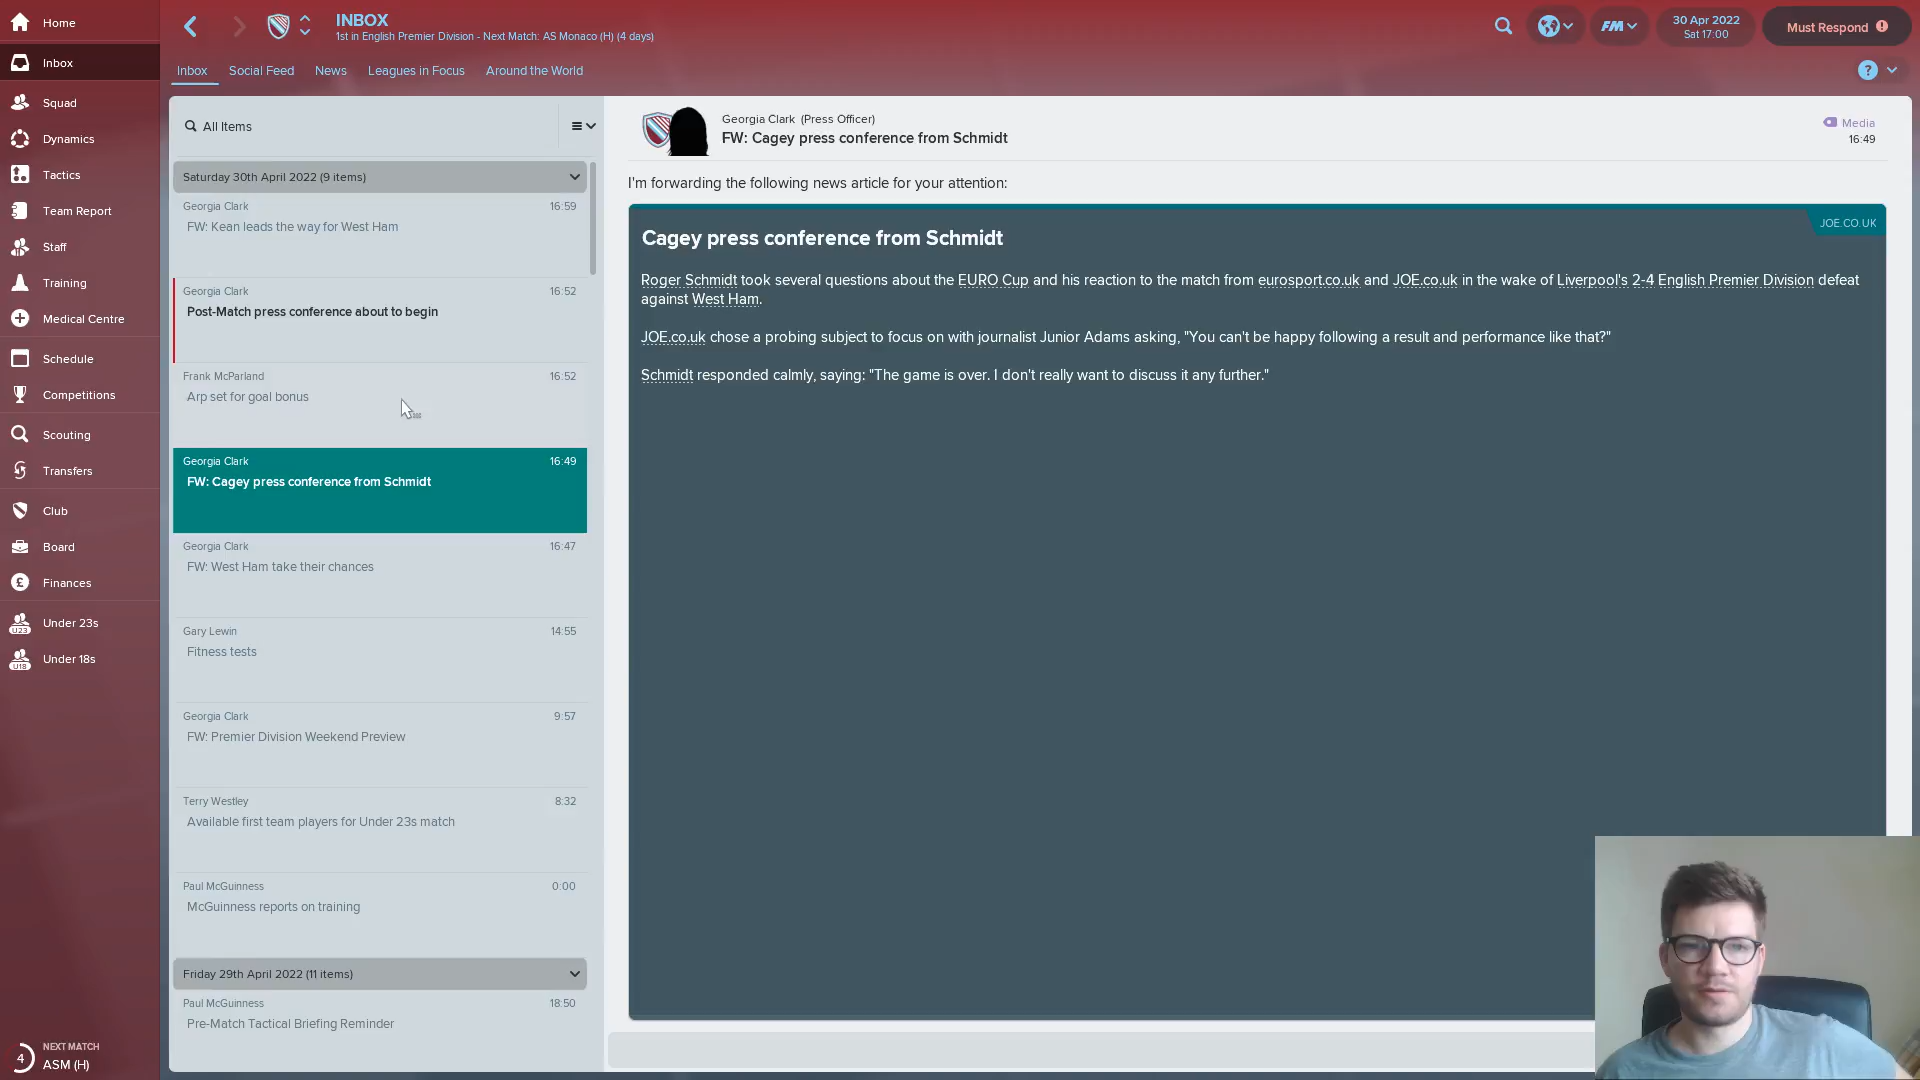 Home
Inbox
Squad
Dynamics
Tactics
Team Report
Staff
Training
Medical Centre
Schedule
Competitions
Scouting
Transfers
Club
Board
Finances
U23
Under 23s
U18
Under 18s
4
NEXT MATCH
ASM (H)
INBOX
1st in English Premier Division - Next Match: AS Monaco (H) (4 days)
FM
30 Apr 2022
Sat 17:00
Must Respond
Inbox
Social Feed
News
Leagues in Focus
Around the World
?
All Items
Saturday 30th April 2022 (9 items)
Georgia Clark 16:59
FW: Kean leads the way for West Ham
Georgia Clark 16:52
Post-Match press conference about to begin
Frank McParland 16:52
Arp set for goal bonus
Georgia Clark 16:49
FW: Cagey press conference from Schmidt
Georgia Clark 16:47
FW: West Ham take their chances
Gary Lewin 14:55
Fitness tests
Georgia Clark 9:57
FW: Premier Division Weekend Preview
Terry Westley 8:32
Available first team players for Under 23s match
Paul McGuinness 0:00
McGuinness reports on training
Friday 29th April 2022 (11 items)
Paul McGuinness 18:50
Pre-Match Tactical Briefing Reminder
Georgia Clark (Press Officer)
FW: Cagey press conference from Schmidt
Media
16:49
I'm forwarding the following news article for your attention:
JOE.CO.UK
Cagey press conference from Schmidt
Roger Schmidt took several questions about the EURO Cup and his reaction to the match from eurosport.co.uk and JOE.co.uk in the wake of Liverpool's 2-4 English Premier Division defeat
against West Ham.
JOE.co.uk chose a probing subject to focus on with journalist Junior Adams asking, "You can't be happy following a result and performance like that?"
Schmidt responded calmly, saying: "The game is over. I don't really want to discuss it any further."